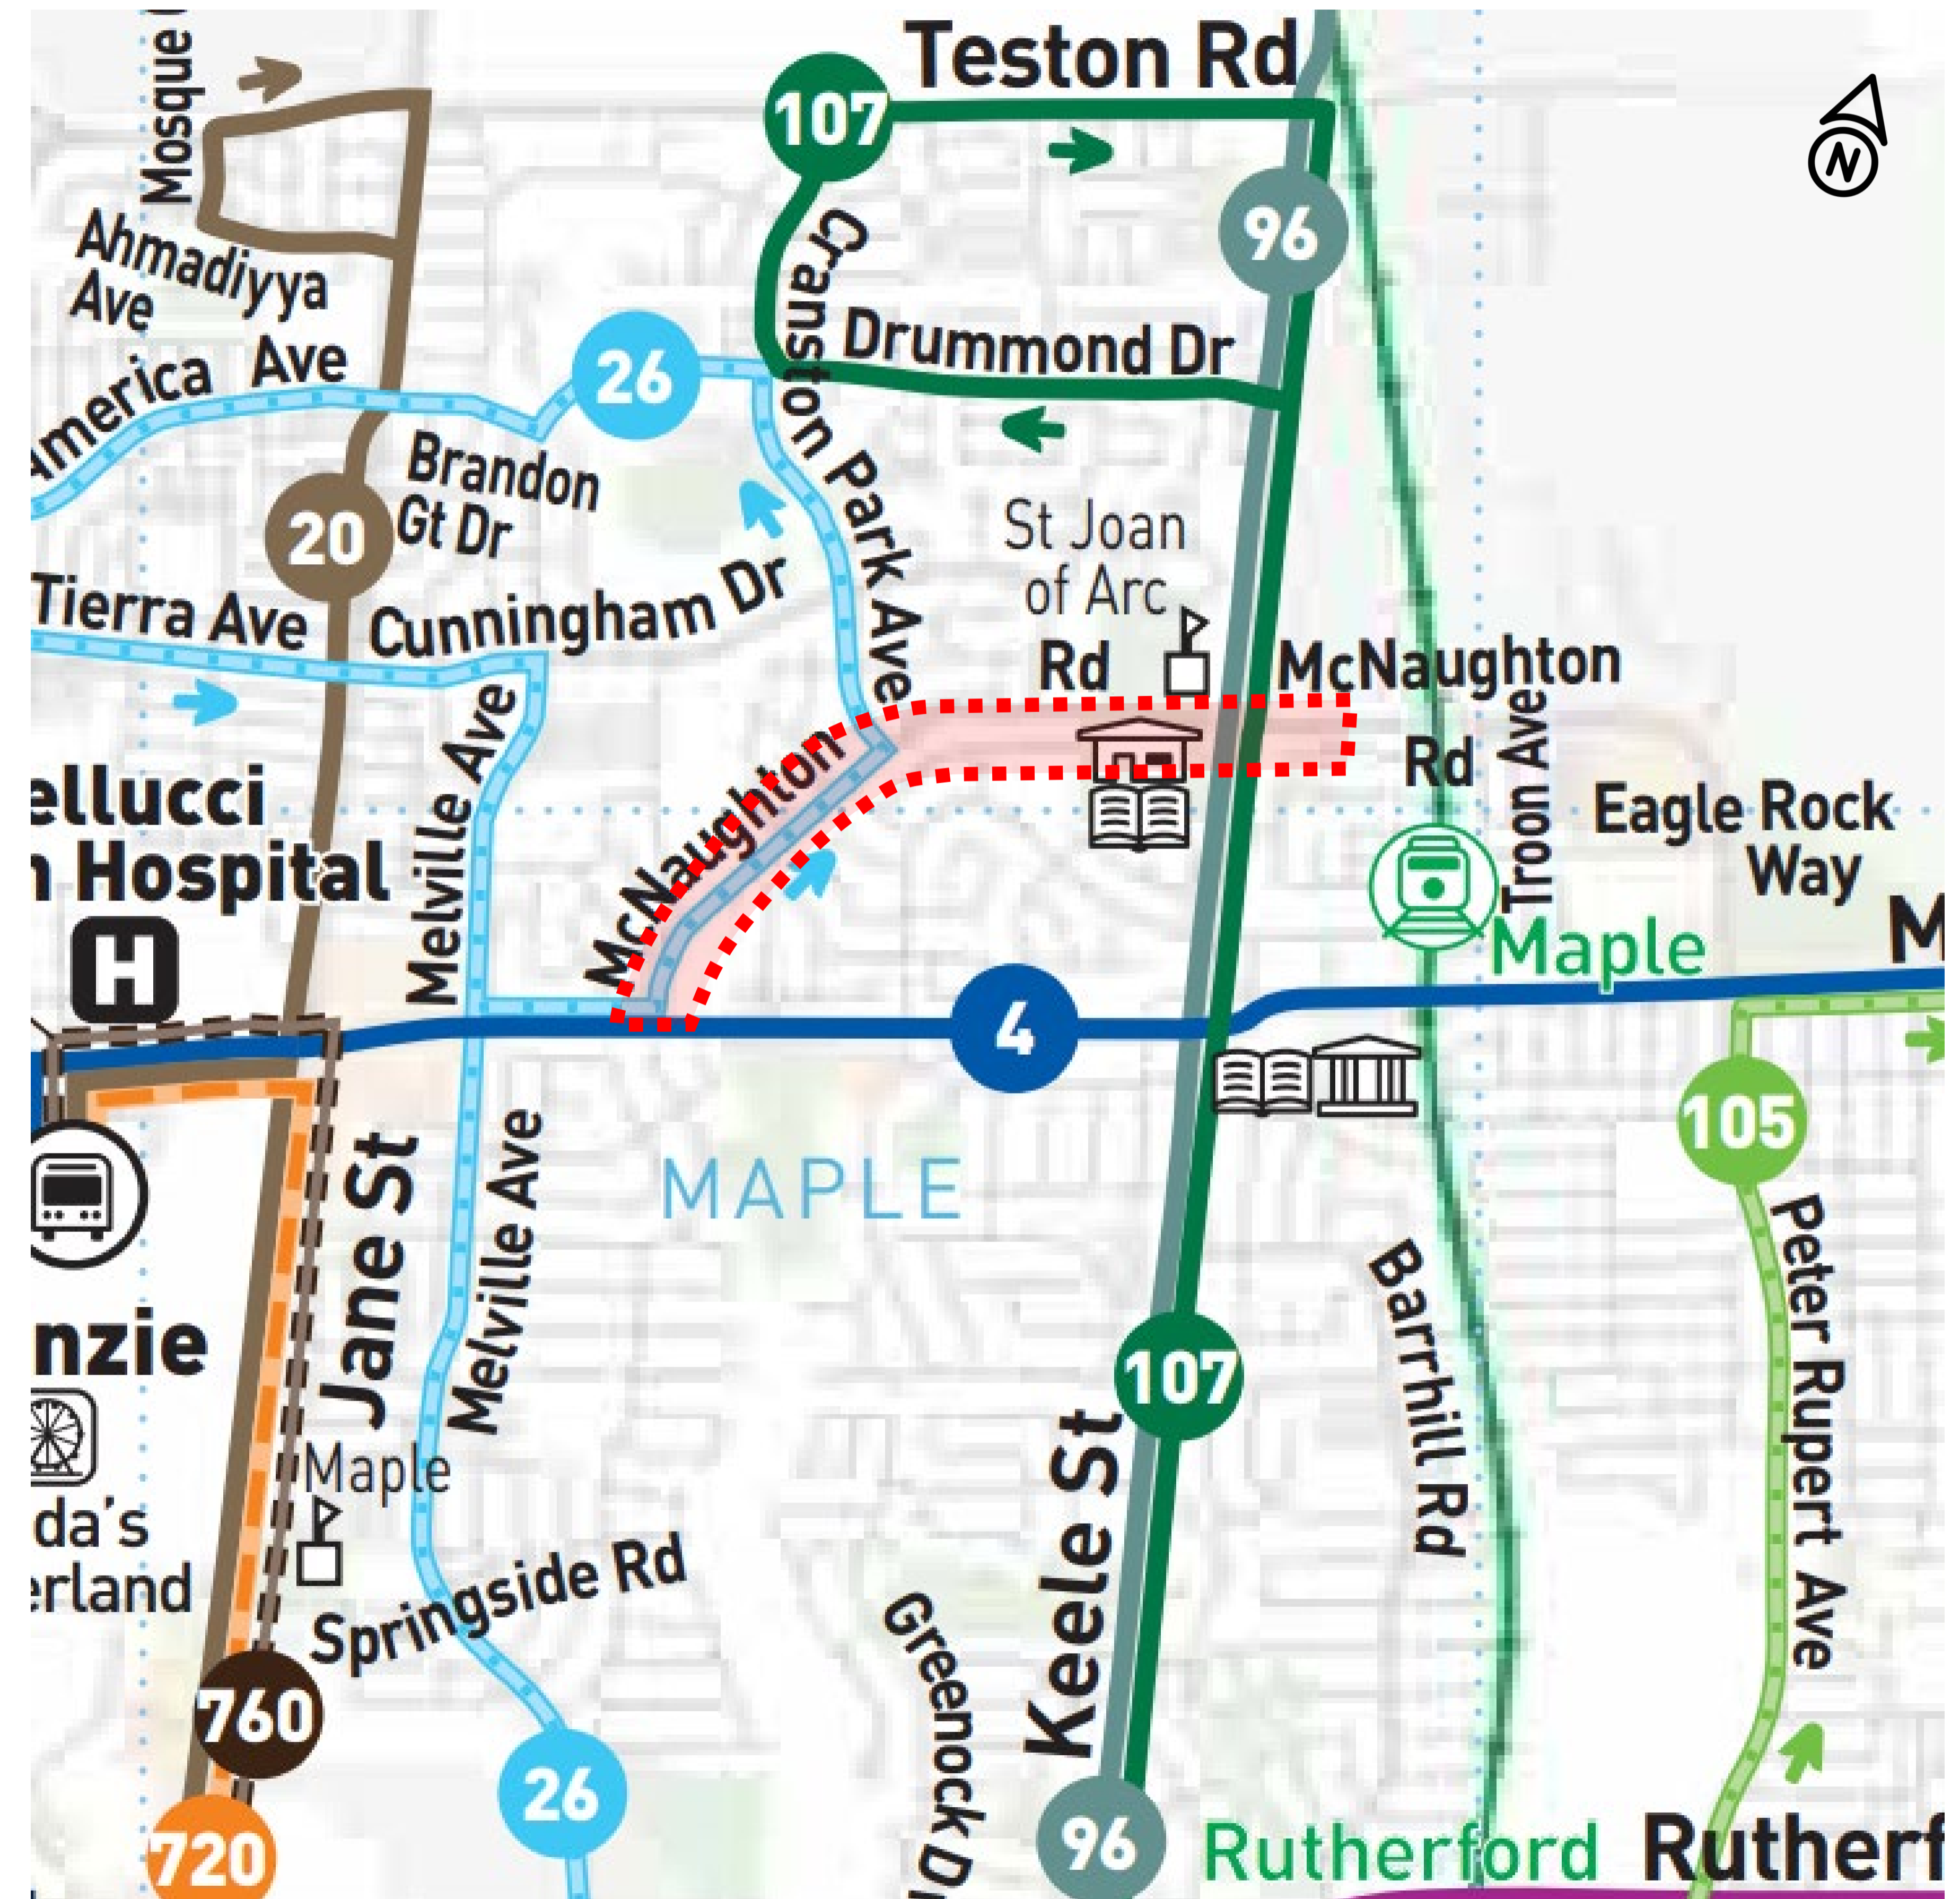 Mosque
Teston Rd
107
N
96
Ahmadiyya
Ave
Cranston Park Ave
Drummond Dr
America Ave
26
Brandon
Gt Dr
20
St Joan
of Arc
Tierra Ave
Cunningham Dr
Rd
McNaughton
Rd
Melville Ave
McNaughton
Troon Ave
Eagle Rock
Way
ellucci
n Hospital
H
Maple
M
4
105
Jane St
Melville Ave
MAPLE
Peter Rupert Ave
Barrhill Rd
nzie
107
Keele St
Maple
da's
erland
Springside Rd
Greenock D
760
26
720
96
Rutherford
Rutherf